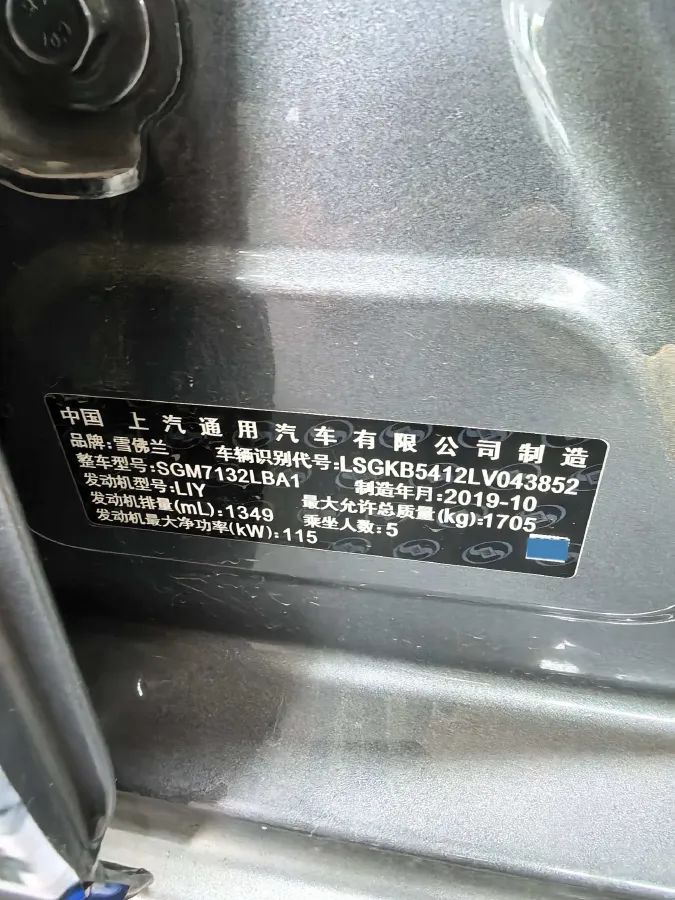 中国 上汽通用汽车有限公司制造
品牌:雪佛兰 车辆识别代号:LSGKB5412LV043852
整车型号:SGM7132LBA1 制造年月:2019-10
发动机型号:LIY 最大允许总质量(kg):1705
发动机排量(mL):1349 乘坐人数:5
发动机最大净功率(kW):115